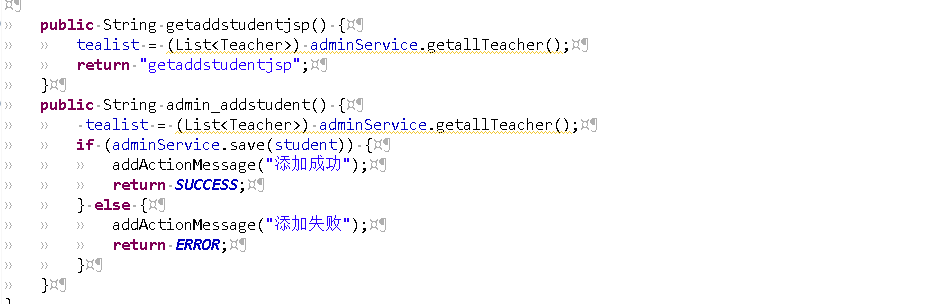 public String getaddstudentjsp() {
tealist = (List<Teacher>) adminService.getallTeacher();
return "getaddstudentjsp";
}
public String admin_addstudent() {
tealist = (List<Teacher>) adminService.getallTeacher();
if (adminService.save(student)) {
addActionMessage("添加成功");
return SUCCESS;
} else {
addActionMessage("添加失败");
return ERROR;
}
}
}